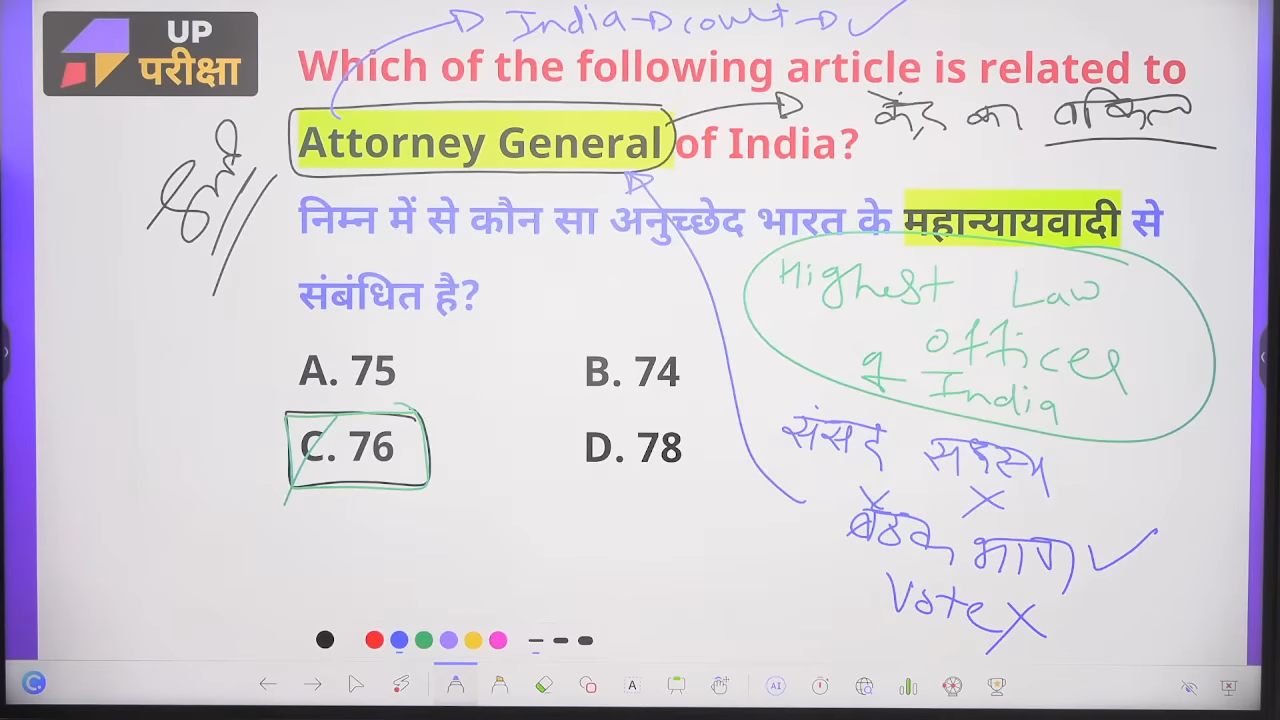 UP
परीक्षा
India → court → ✓
Which of the following article is related to
Attorney General of India?
केंद्र का वकिल
निम्न में से कौन सा अनुच्छेद भारत के महान्यायवादी से
संबंधित है?
Highest Law
officer
of India
A. 75 B. 74
C. 76 D. 78
संसद सदस्य
X
बैठक भाग ✓
Vote X
A
AI